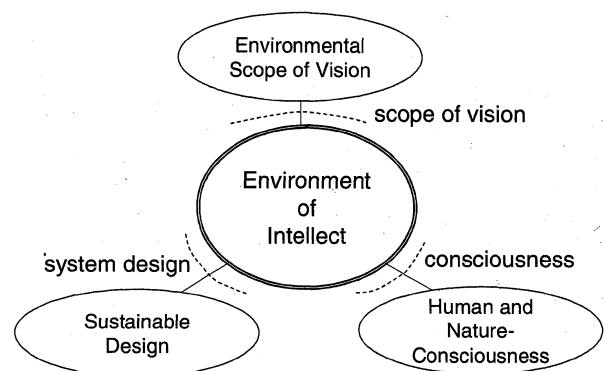 Environmental
Scope of Vision
scope of vision
Environment
of
Intellect
system design
consciousness
Sustainable
Design
Human and
Nature-
Consciousness